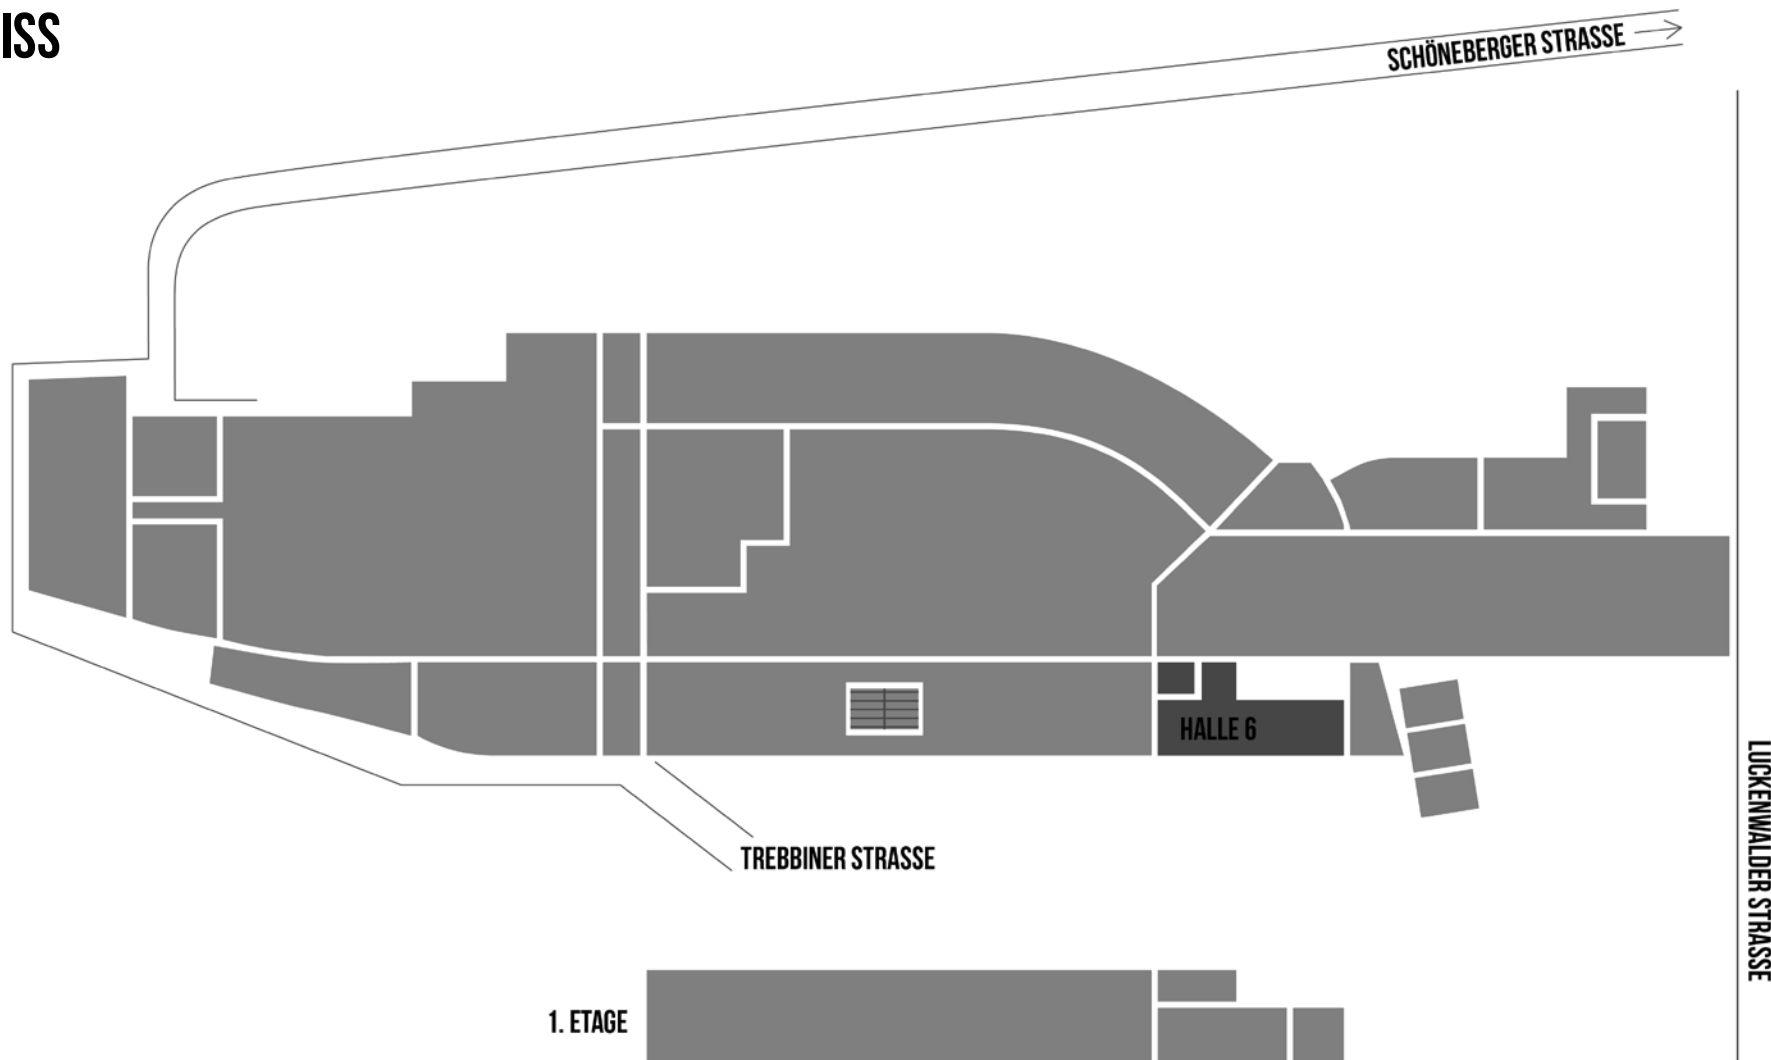 ISS
SCHÖNEBERGER STRASSE
HALLE 6
LUCKENWALDER STRASSE
TREBBINER STRASSE
1. ETAGE